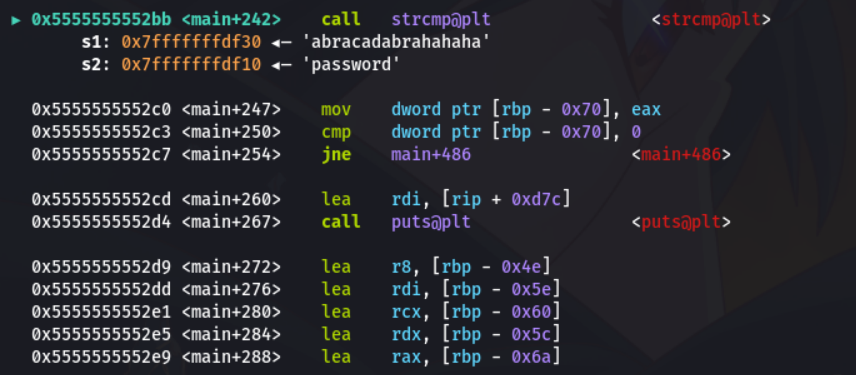 ► 0x5555555552bb <main+242> call strcmp@plt <strcmp@plt>
s1: 0x7fffffffdf30 ◂— 'abracadabrahahaha'
s2: 0x7fffffffdf10 ◂— 'password'
0x5555555552c0 <main+247> mov dword ptr [rbp - 0x70], eax
0x5555555552c3 <main+250> cmp dword ptr [rbp - 0x70], 0
0x5555555552c7 <main+254> jne main+486 <main+486>
0x5555555552cd <main+260> lea rdi, [rip + 0xd7c]
0x5555555552d4 <main+267> call puts@plt <puts@plt>
0x5555555552d9 <main+272> lea r8, [rbp - 0x4e]
0x5555555552dd <main+276> lea rdi, [rbp - 0x5e]
0x5555555552e1 <main+280> lea rcx, [rbp - 0x60]
0x5555555552e5 <main+284> lea rdx, [rbp - 0x5c]
0x5555555552e9 <main+288> lea rax, [rbp - 0x6a]